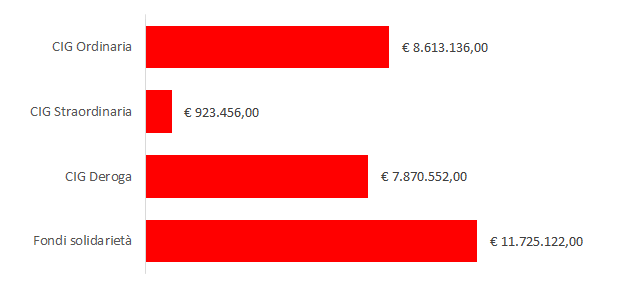 CIG Ordinaria € 8.613.136,00
CIG Straordinaria € 923.456,00
CIG Deroga € 7.870.552,00
Fondi solidarietà € 11.725.122,00